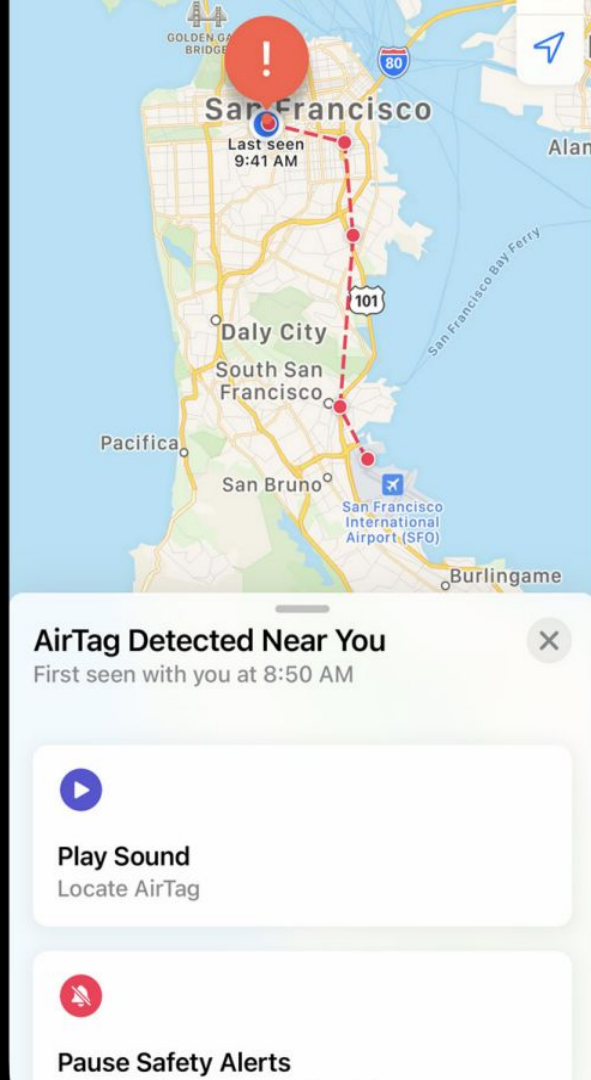 GOLDEN GA
BRIDGE
80
San Francisco
Last seen
9:41 AM
Alan
San Francisco Bay Ferry
101
Daly City
South San
Francisco
Pacifica
San Bruno
San Francisco
International
Airport (SFO)
Burlingame
AirTag Detected Near You
First seen with you at 8:50 AM
Play Sound
Locate AirTag
Pause Safety Alerts